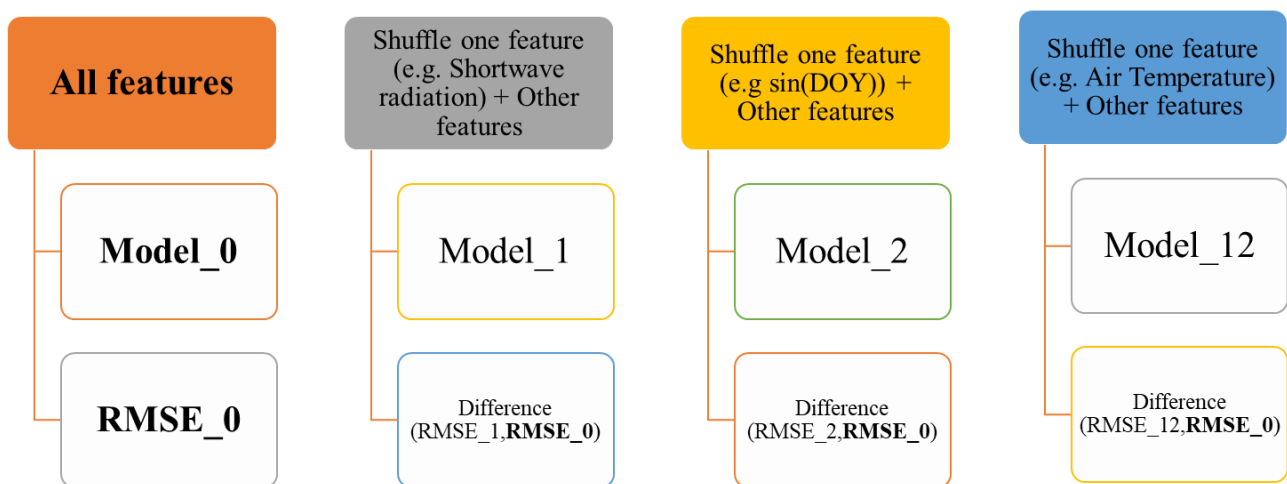 All features
Model_0
RMSE_0
Shuffle one feature
(e.g. Shortwave
radiation) + Other
features
Model_1
Difference
(RMSE_1,RMSE_0)
Shuffle one feature
(e.g sin(DOY)) +
Other features
Model_2
Difference
(RMSE_2,RMSE_0)
Shuffle one feature
(e.g. Air Temperature)
+ Other features
Model_12
Difference
(RMSE_12,RMSE_0)